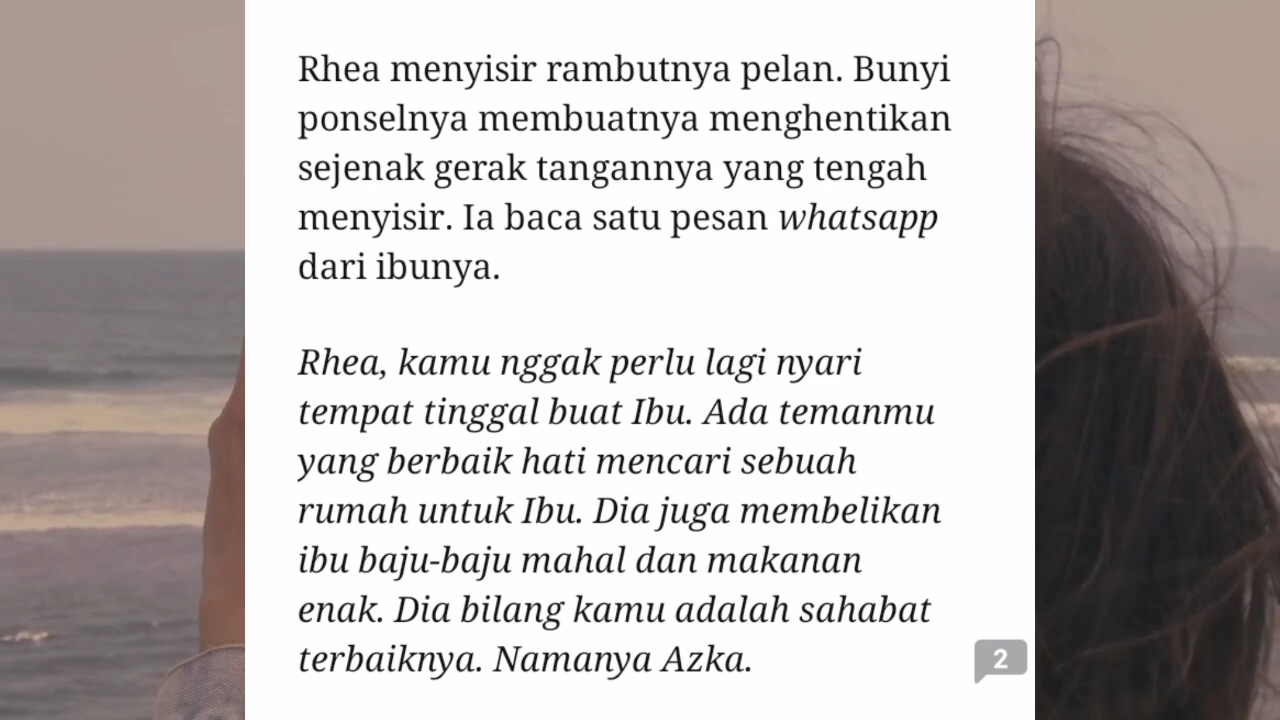 Rhea menyisir rambutnya pelan. Bunyi
ponselnya membuatnya menghentikan
sejenak gerak tangannya yang tengah
menyisir. Ia baca satu pesan whatsapp
dari ibunya.
Rhea, kamu nggak perlu lagi nyari
tempat tinggal buat Ibu. Ada temanmu
yang berbaik hati mencari sebuah
rumah untuk Ibu. Dia juga membelikan
ibu baju-baju mahal dan makanan
enak. Dia bilang kamu adalah sahabat
terbaiknya. Namanya Azka.
2